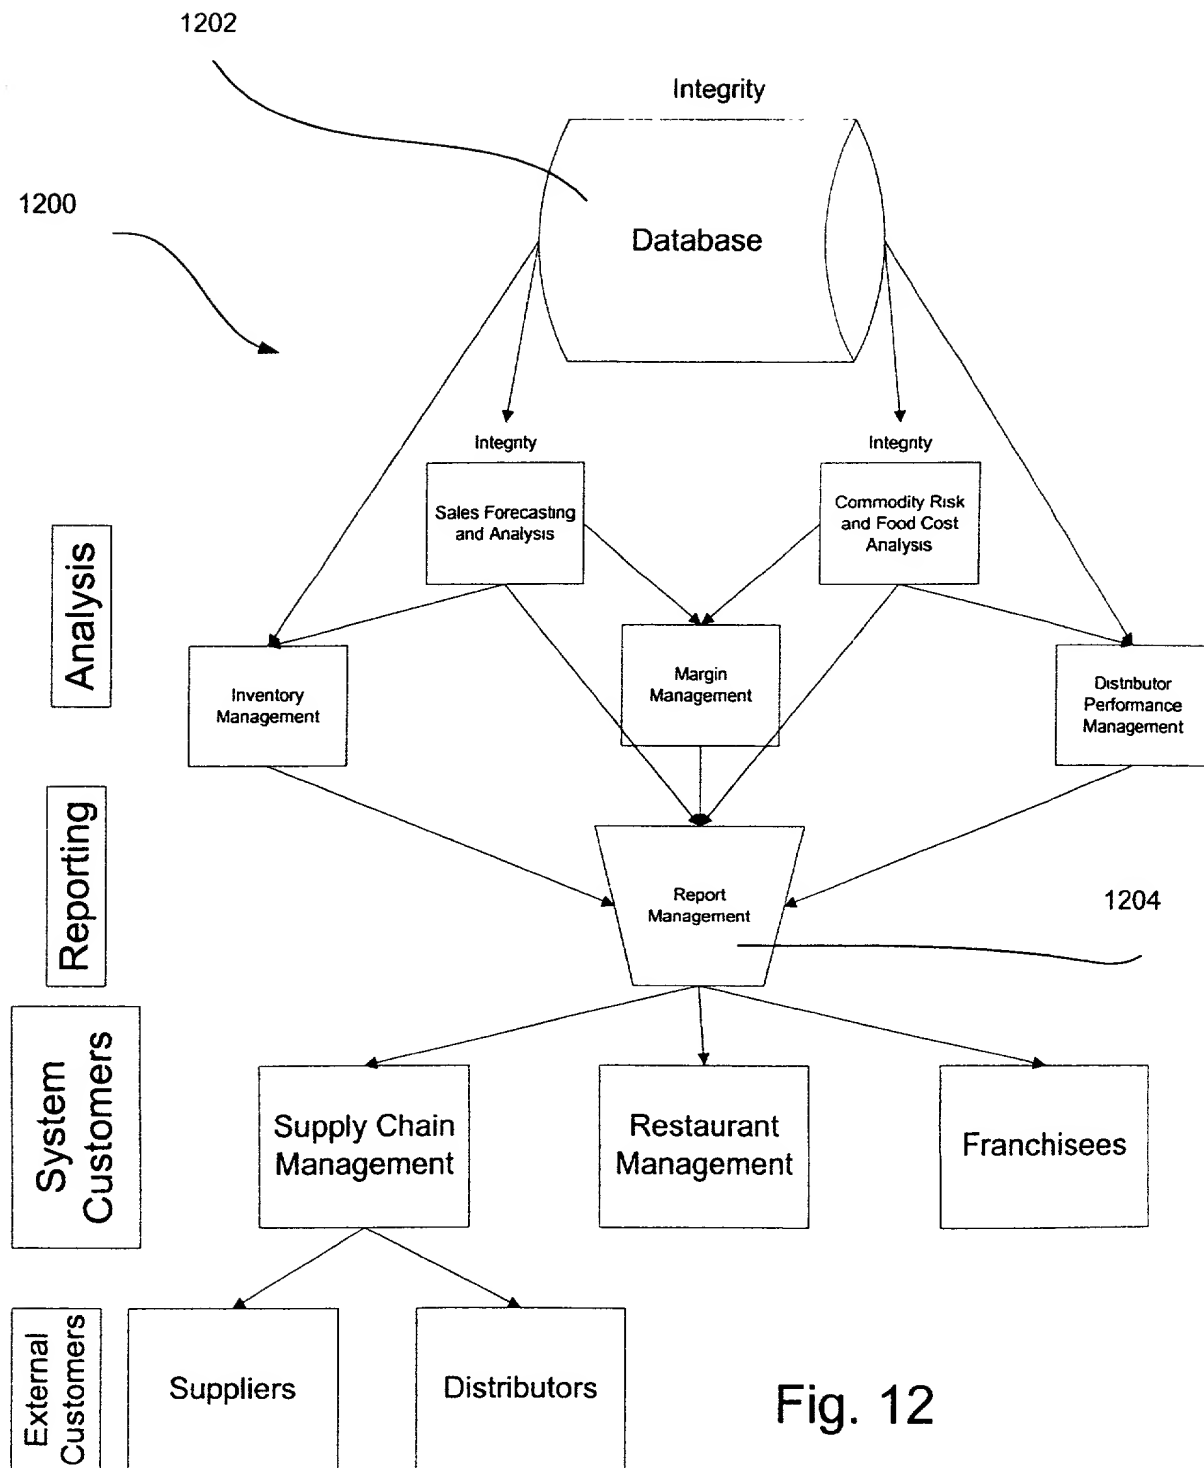 1202
Integrity
1200
Database
Integrity
Integrity
Sales Forecasting
and Analysis
Commodity Risk
and Food Cost
Analysis
Analysis
Inventory
Management
Margin
Management
Distributor
Performance
Management
Reporting
Report
Management
1204
System
Customers
Supply Chain
Management
Restaurant
Management
Franchisees
External
Customers
Suppliers
Distributors
Fig. 12